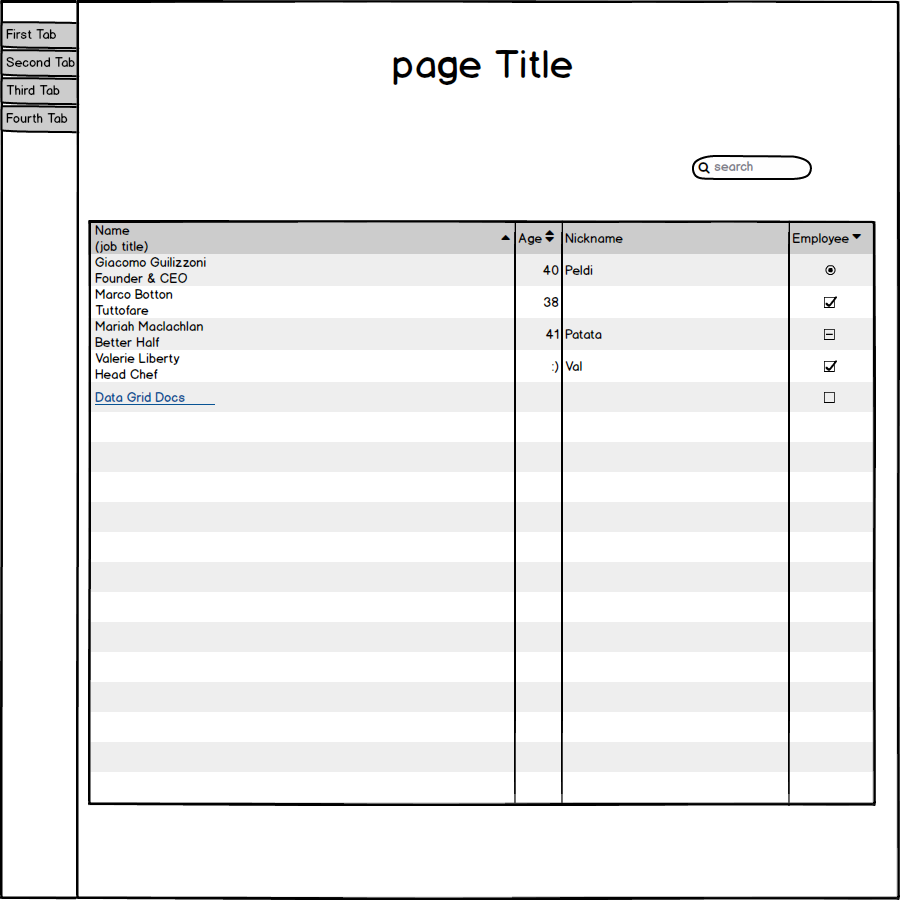 First Tab
Second Tab
Third Tab
Fourth Tab
page Title
search
Name
(job title)
Age
Nickname
Employee
Giacomo Guilizzoni
Founder & CEO
40
Peldi
Marco Botton
Tuttofare
38
Mariah Maclachlan
Better Half
41
Patata
Valerie Liberty
Head Chef
:)
Val
Data Grid Docs